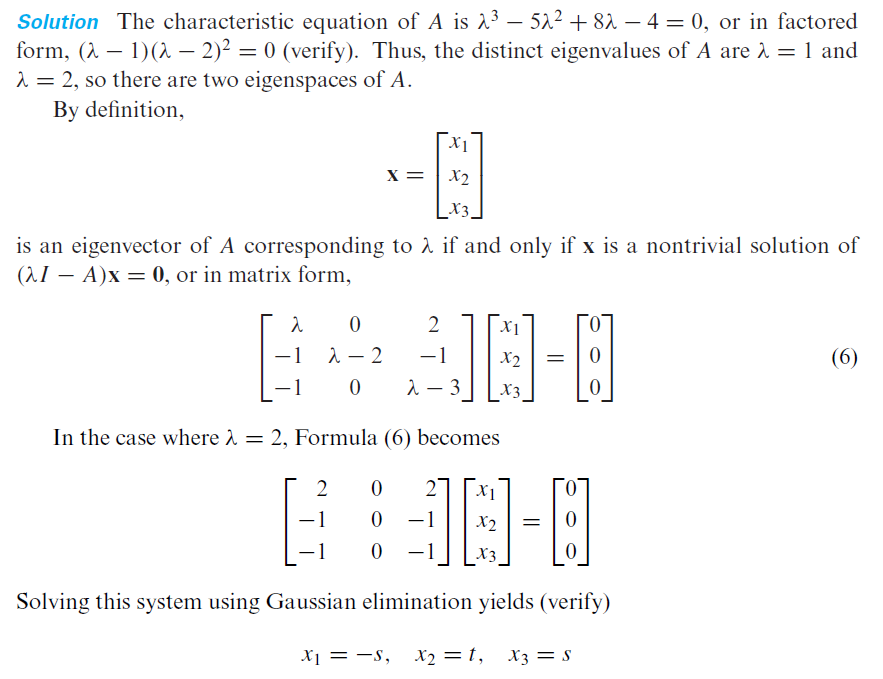 Solution The characteristic equation of A is λ³ − 5λ² + 8λ − 4 = 0, or in factored
form, (λ − 1)(λ − 2)² = 0 (verify). Thus, the distinct eigenvalues of A are λ = 1 and
λ = 2, so there are two eigenspaces of A.
By definition,
x = [x₁
x₂
x₃]
is an eigenvector of A corresponding to λ if and only if x is a nontrivial solution of
(λI − A)x = 0, or in matrix form,
[λ 0 2] [x₁] [0]
[−1 λ − 2 −1] [x₂] = [0] (6)
[−1 0 λ − 3] [x₃] [0]
In the case where λ = 2, Formula (6) becomes
[2 0 2] [x₁] [0]
[−1 0 −1] [x₂] = [0]
[−1 0 −1] [x₃] [0]
Solving this system using Gaussian elimination yields (verify)
x₁ = −s, x₂ = t, x₃ = s